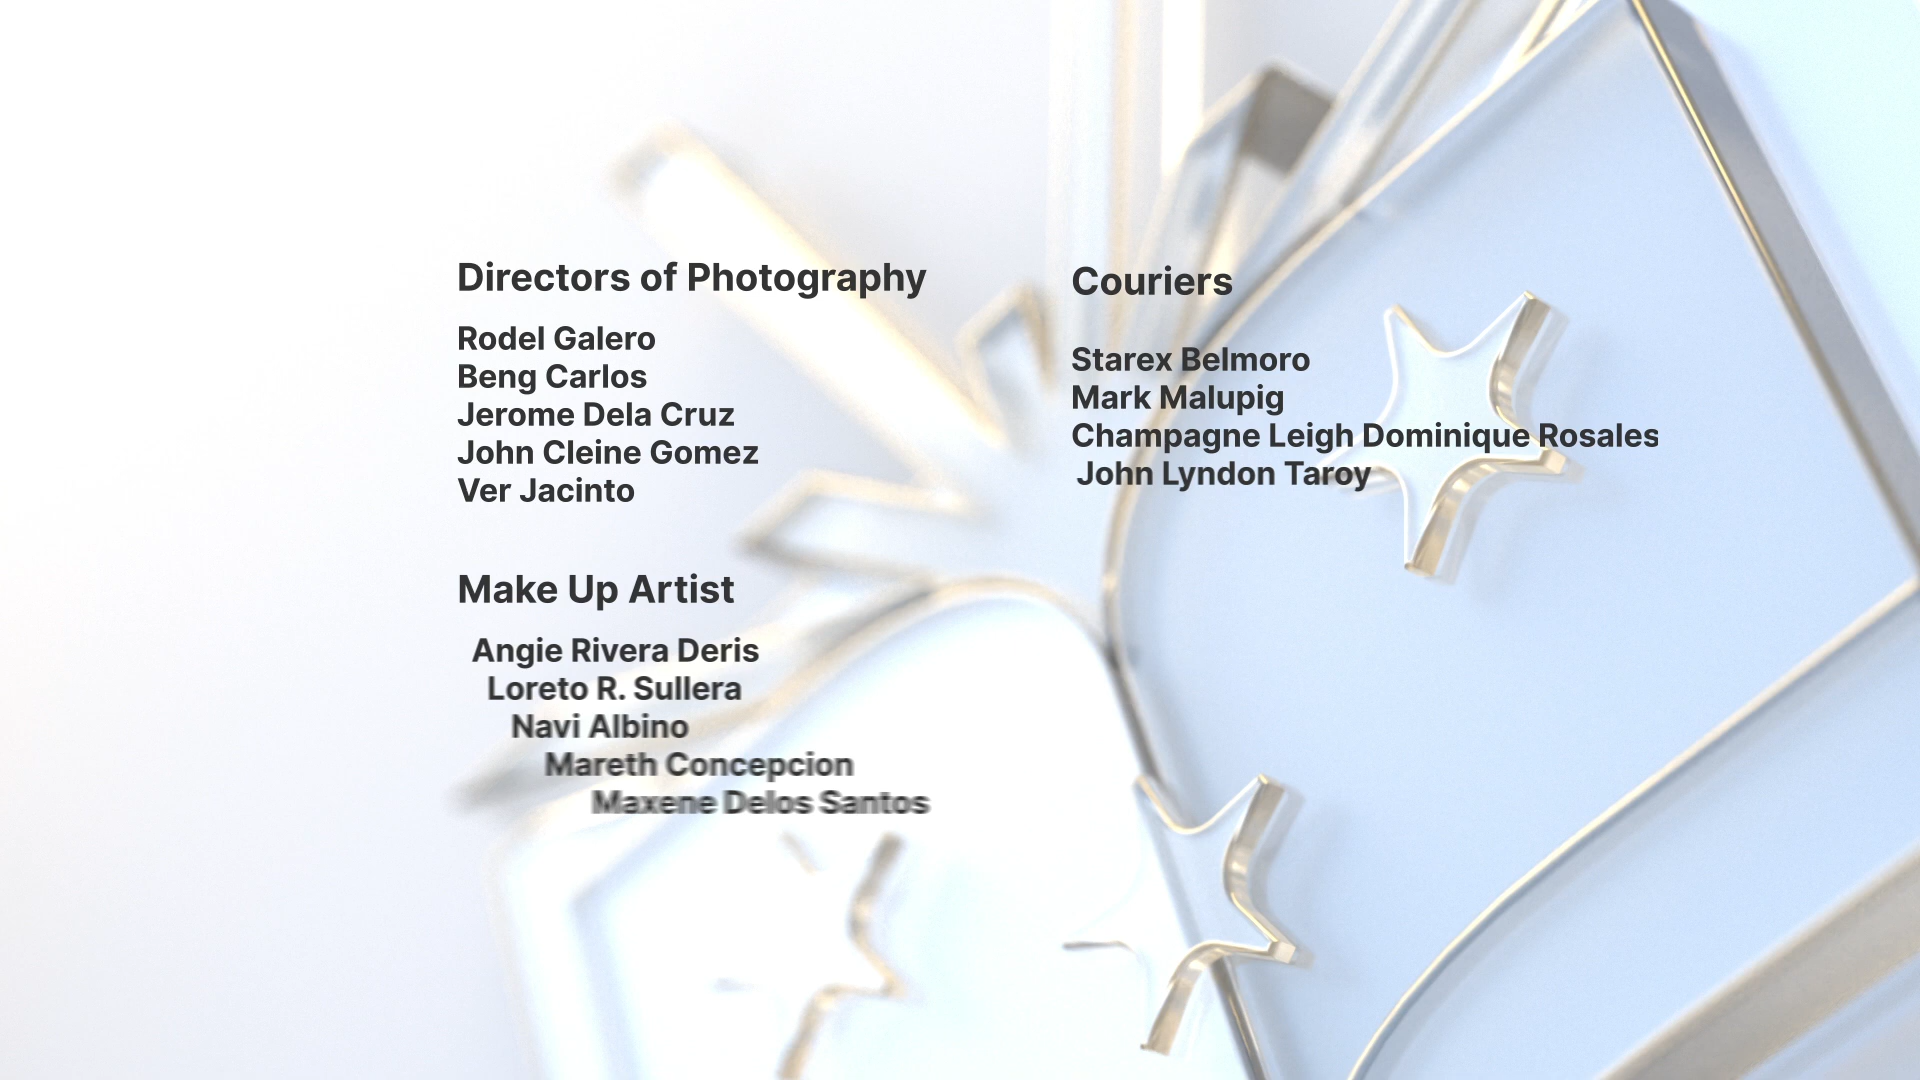 Directors of Photography
Rodel Galero
Beng Carlos
Jerome Dela Cruz
John Cleine Gomez
Ver Jacinto
Make Up Artist
Angie Rivera Deris
Loreto R. Sullera
Navi Albino
Mareth Concepcion
Maxene Delos Santos
Couriers
Starex Belmoro
Mark Malupig
Champagne Leigh Dominique Rosales
John Lyndon Taroy